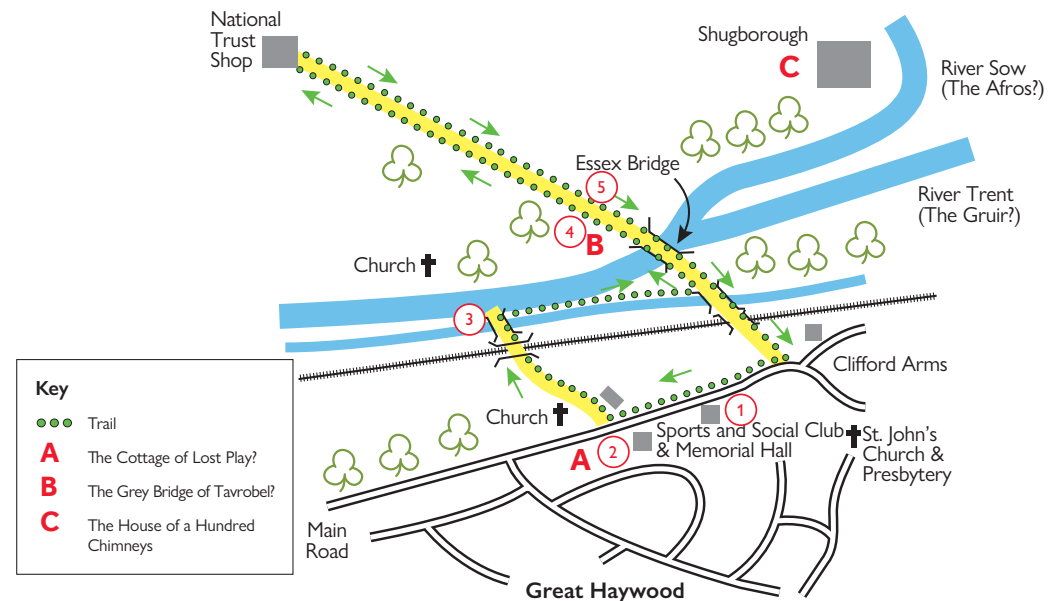 National
Trust
Shop
Shugborough
C
River Sow
(The Afros?)
Essex Bridge
River Trent
(The Gruir?)
5
4
B
Church
3
Clifford Arms
Key
Trail
A
The Cottage of Lost Play?
B
The Grey Bridge of Tavrobel?
C
The House of a Hundred
Chimneys
Church
1
A
2
Sports and Social Club
& Memorial Hall
St. John's
Church &
Presbytery
Main
Road
Great Haywood